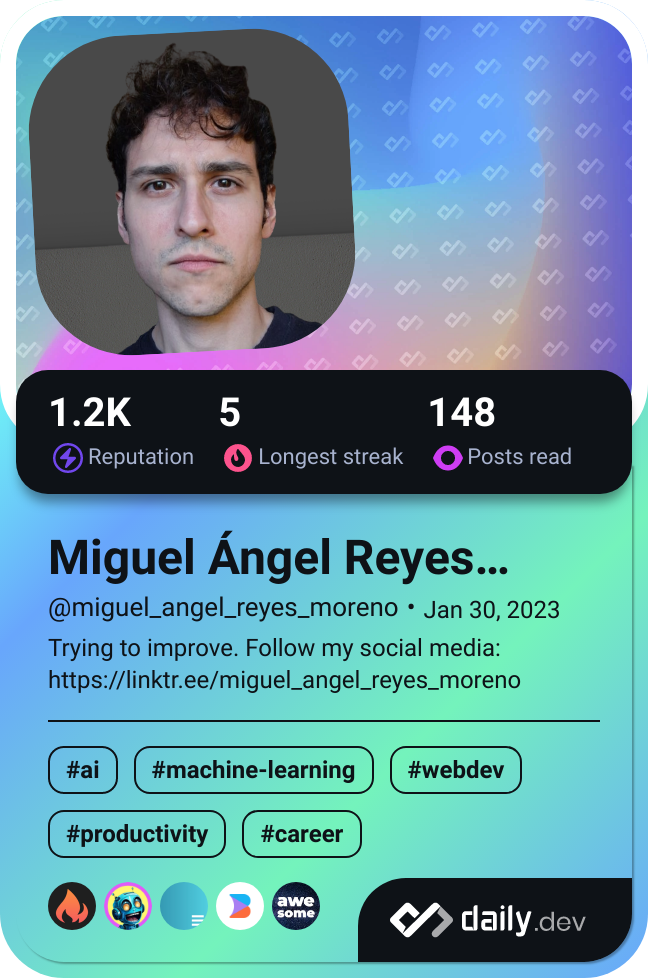 1.2K 5 148
Reputation Longest streak Posts read
Miguel Ángel Reyes...
@miguel_angel_reyes_moreno • Jan 30, 2023
Trying to improve. Follow my social media:
https://linktr.ee/miguel_angel_reyes_moreno
#ai #machine-learning #webdev
#productivity #career
awe
some
daily.dev